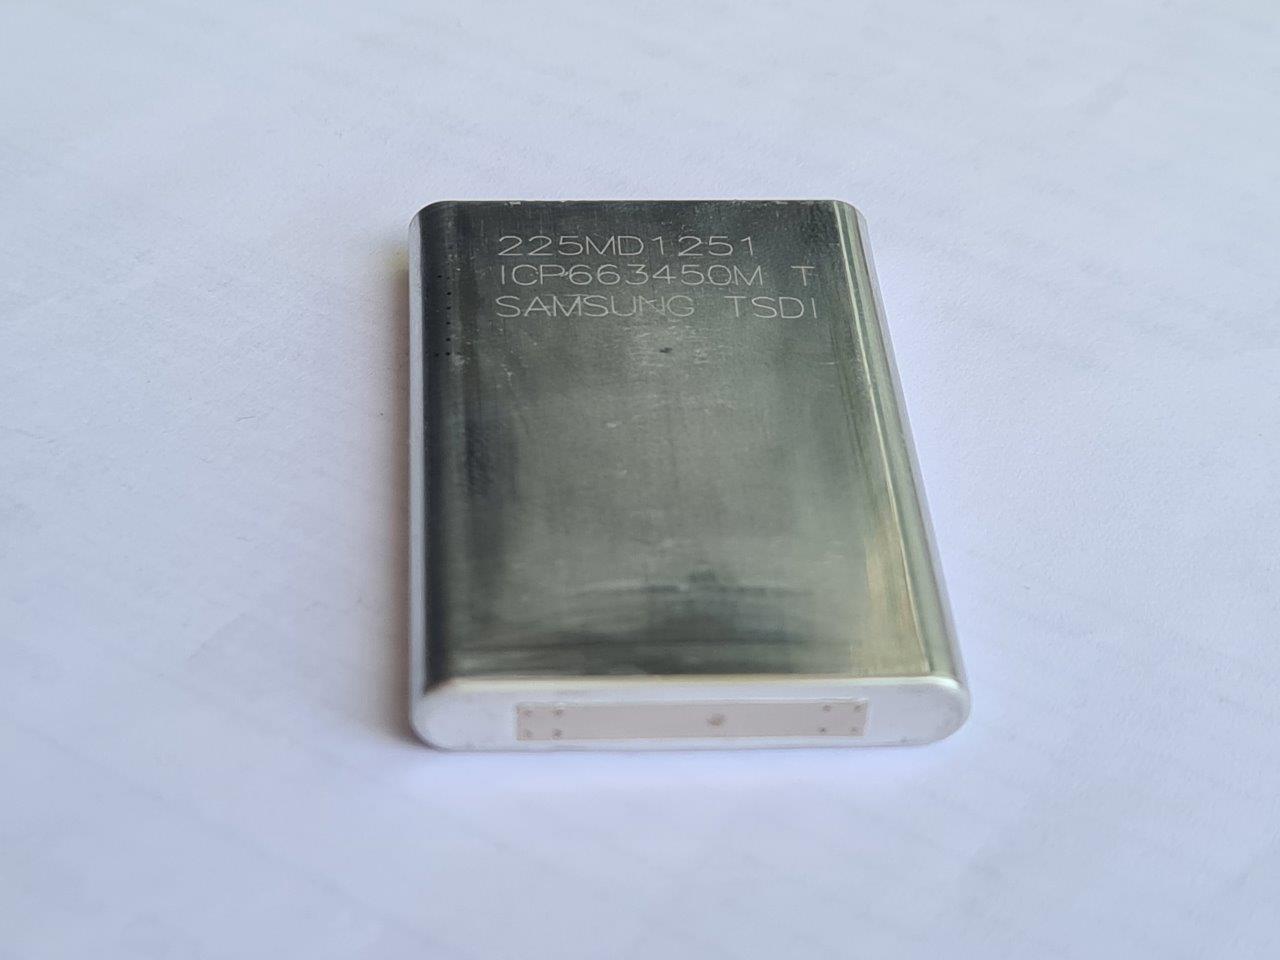 225MD1251
ICP663450M T
SAMSUNG TSDI